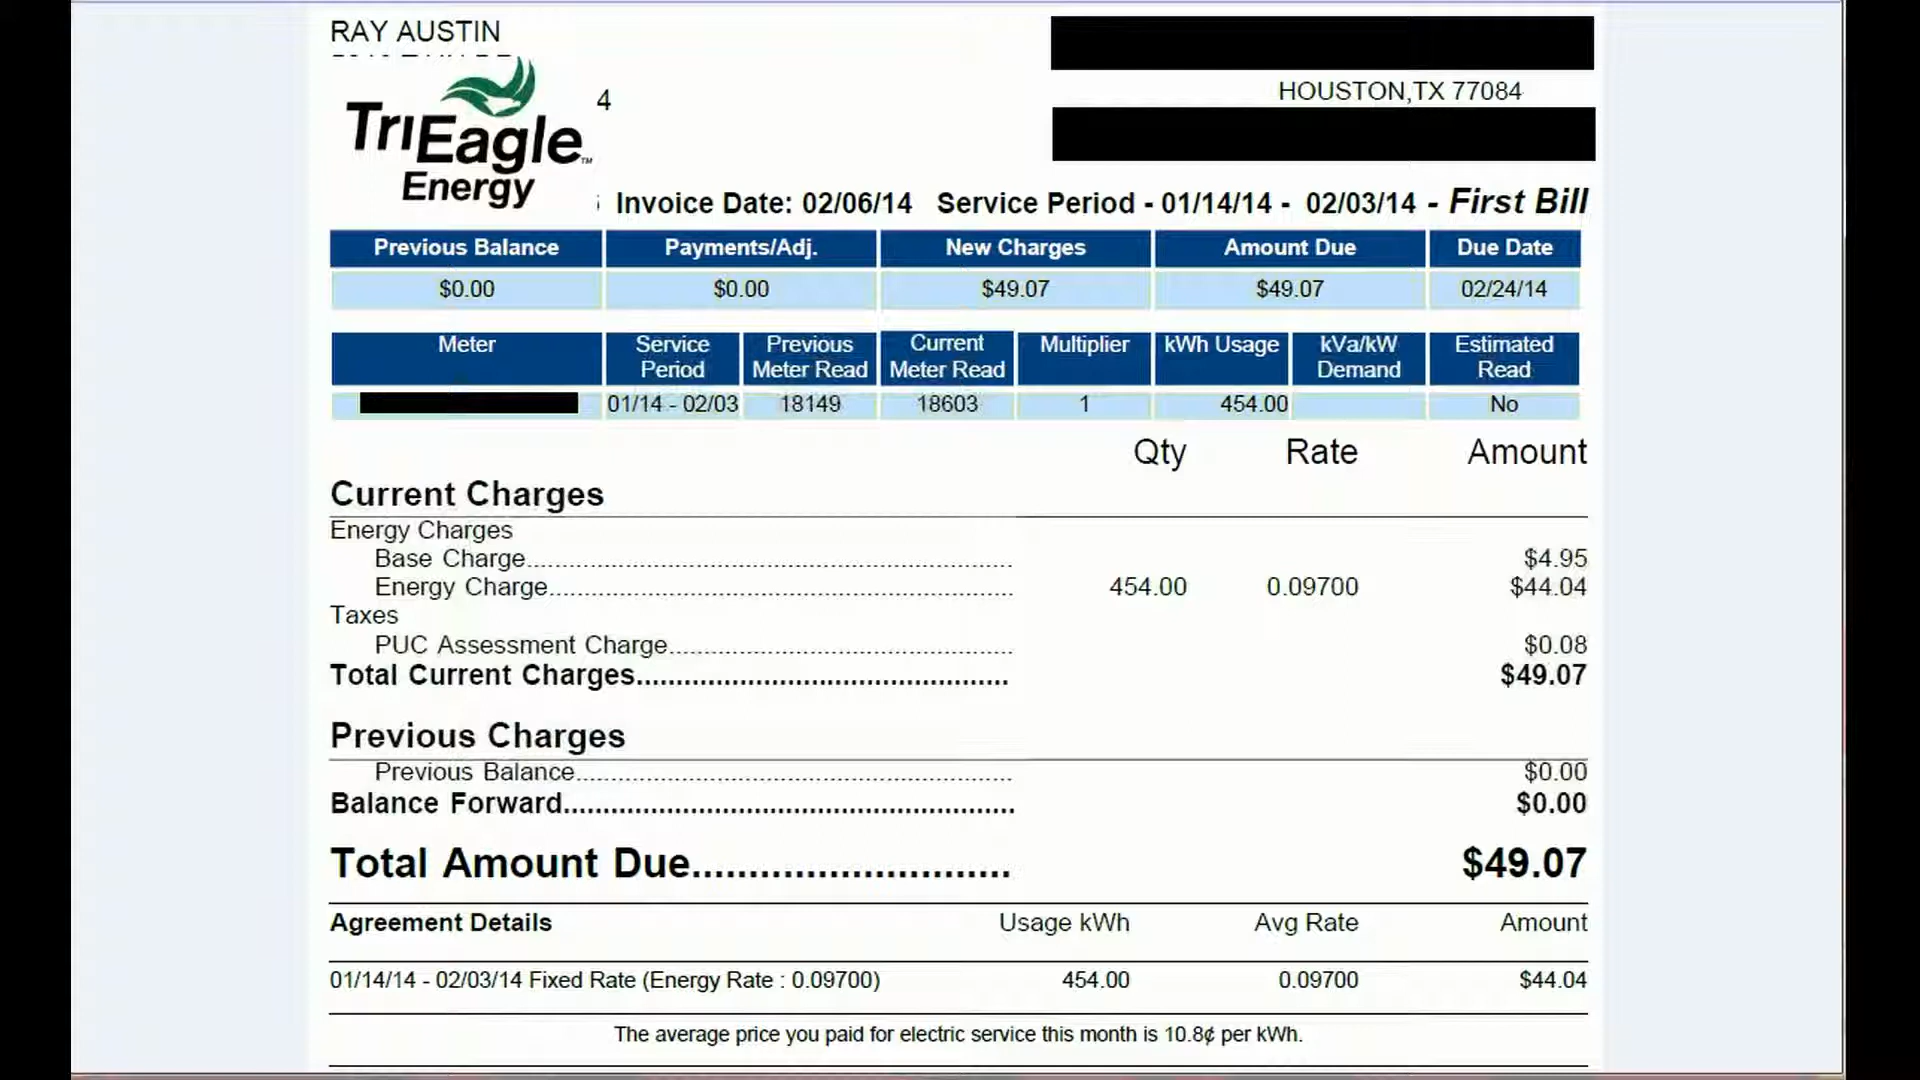 RAY AUSTIN
TriEagle™
Energy
4
HOUSTON,TX 77084
Invoice Date: 02/06/14 Service Period - 01/14/14 - 02/03/14 - First Bill
Previous Balance Payments/Adj. New Charges Amount Due Due Date
$0.00 $0.00 $49.07 $49.07 02/24/14
Meter Service Period Previous Meter Read Current Meter Read Multiplier kWh Usage kVa/kW Demand Estimated Read
01/14 - 02/03 18149 18603 1 454.00 No
Qty Rate Amount
Current Charges
Energy Charges
Base Charge.......................................................... $4.95
Energy Charge....................................................... 454.00 0.09700 $44.04
Taxes
PUC Assessment Charge......................................... $0.08
Total Current Charges............................................... $49.07
Previous Charges
Previous Balance.................................................... $0.00
Balance Forward......................................................... $0.00
Total Amount Due............................ $49.07
Agreement Details Usage kWh Avg Rate Amount
01/14/14 - 02/03/14 Fixed Rate (Energy Rate : 0.09700) 454.00 0.09700 $44.04
The average price you paid for electric service this month is 10.8¢ per kWh.